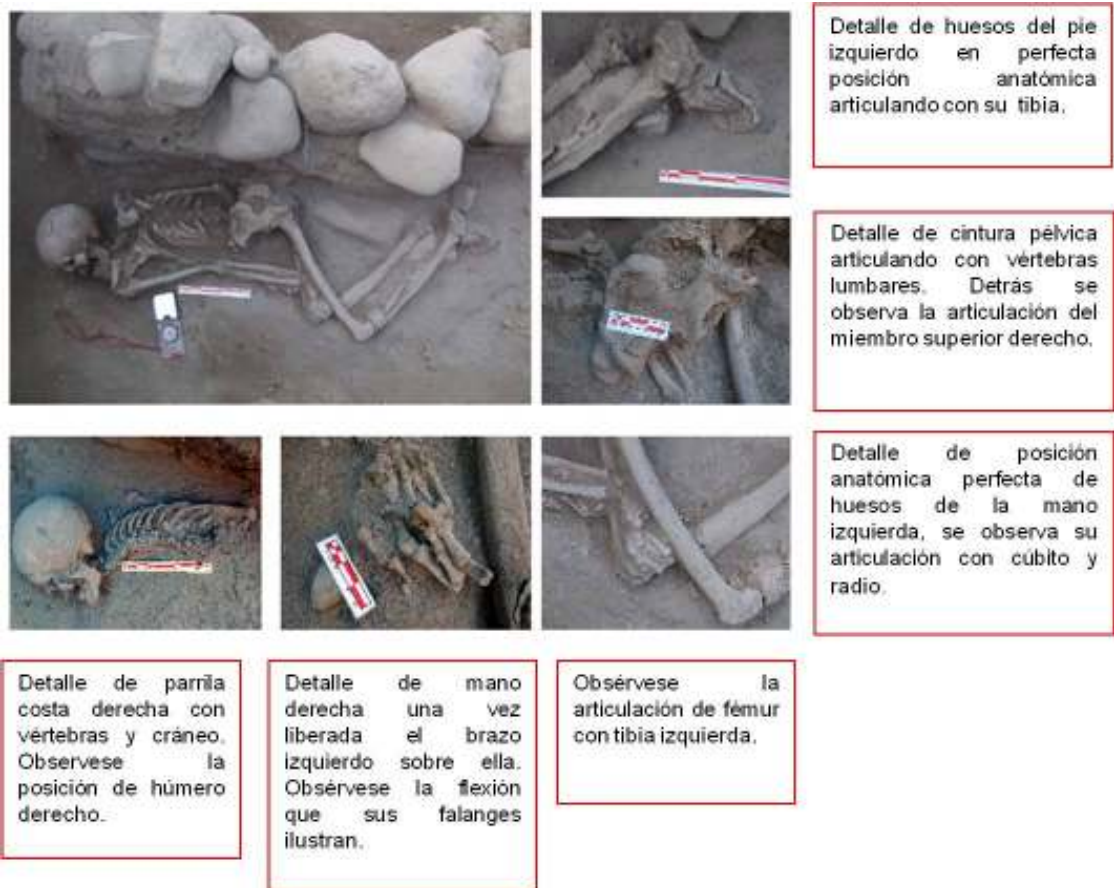 Detalle de huesos del pie
izquierdo en perfecta
posición anatómica
articulando con su tibia.
Detalle de cintura pélvica
articulando con vértebras
lumbares. Detrás se
observa la articulación del
miembro superior derecho.
Detalle de posición
anatómica perfecta de
huesos de la mano
izquierda, se observa su
articulación con cúbito y
radio.
Detalle de parrila
costa derecha con
vértebras y cráneo.
Observese la
posición de húmero
derecho.
Detalle de mano
derecha una vez
liberada el brazo
izquierdo sobre ella.
Obsérvese la flexión
que sus falanges
ilustran.
Obsérvese la
articulación de fémur
con tibia izquierda.